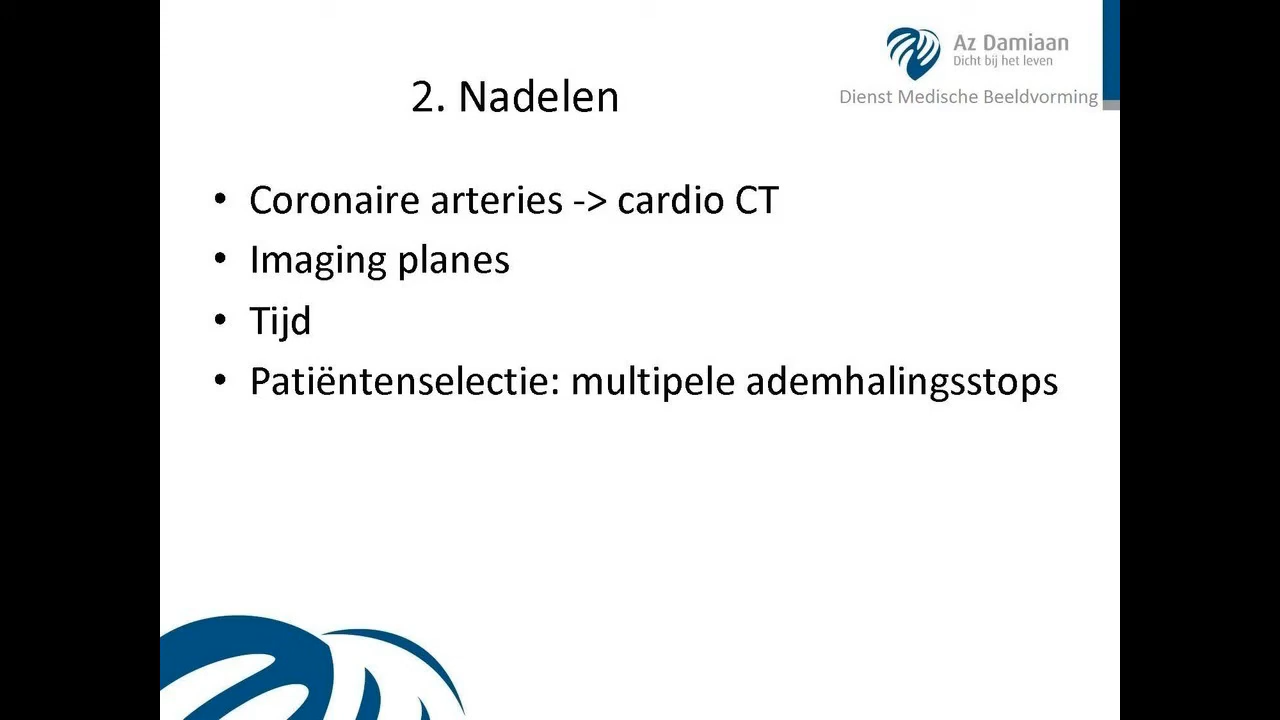 Az Damiaan
Dicht bij het leven
Dienst Medische Beeldvorming
2. Nadelen
• Coronaire arteries -> cardio CT
• Imaging planes
• Tijd
• Patiëntenselectie: multipele ademhalingsstops